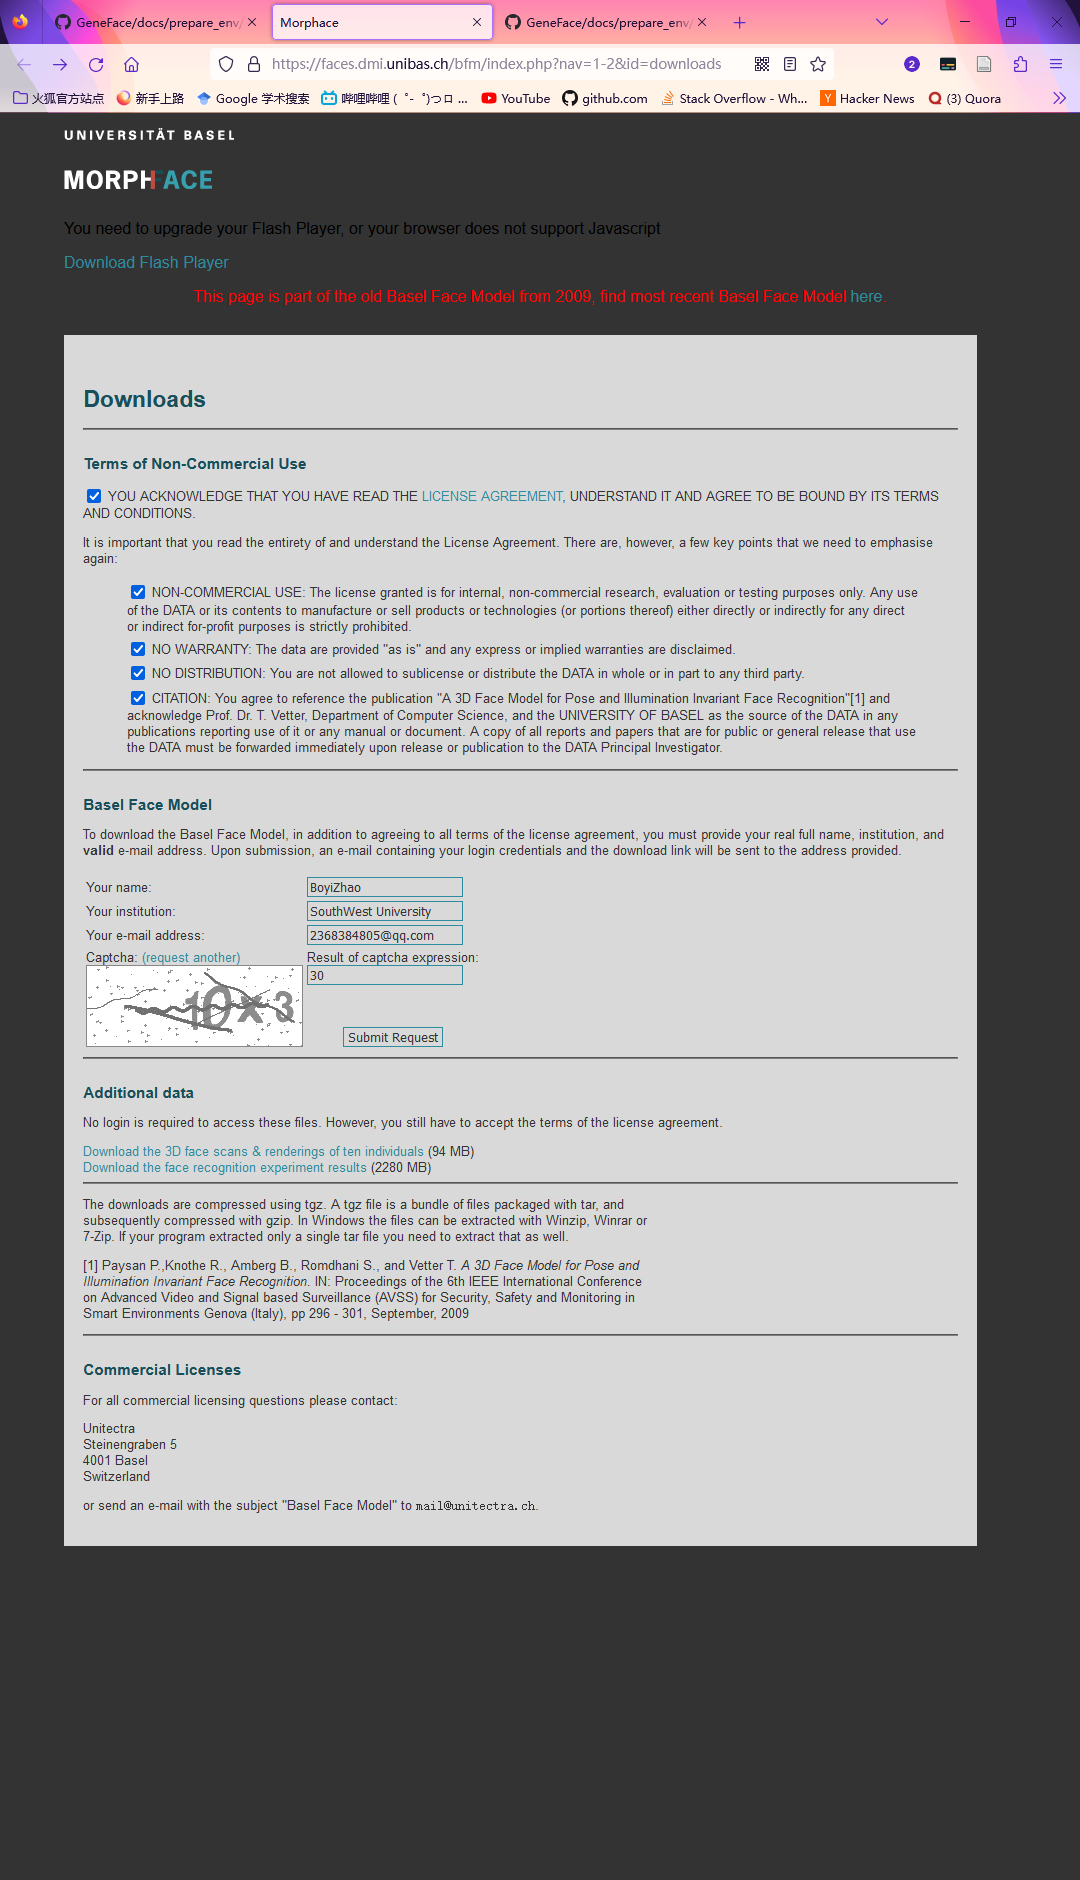 GeneFace/docs/prepare_env/
Morphace
GeneFace/docs/prepare_env/
https://faces.dmi.unibas.ch/bfm/index.php?nav=1-2&id=downloads
2
火狐官方站点
新手上路
Google 学术搜索
哔哩哔哩 (゜-゜)つロ ...
YouTube
github.com
Stack Overflow - Wh...
Hacker News
(3) Quora
UNIVERSITÄT BASEL
MORPHFACE
You need to upgrade your Flash Player, or your browser does not support Javascript
Download Flash Player
This page is part of the old Basel Face Model from 2009, find most recent Basel Face Model here.
Downloads
Terms of Non-Commercial Use
YOU ACKNOWLEDGE THAT YOU HAVE READ THE LICENSE AGREEMENT, UNDERSTAND IT AND AGREE TO BE BOUND BY ITS TERMS
AND CONDITIONS.
It is important that you read the entirety of and understand the License Agreement. There are, however, a few key points that we need to emphasise
again:
NON-COMMERCIAL USE: The license granted is for internal, non-commercial research, evaluation or testing purposes only. Any use
of the DATA or its contents to manufacture or sell products or technologies (or portions thereof) either directly or indirectly for any direct
or indirect for-profit purposes is strictly prohibited.
NO WARRANTY: The data are provided "as is" and any express or implied warranties are disclaimed.
NO DISTRIBUTION: You are not allowed to sublicense or distribute the DATA in whole or in part to any third party.
CITATION: You agree to reference the publication "A 3D Face Model for Pose and Illumination Invariant Face Recognition"[1] and
acknowledge Prof. Dr. T. Vetter, Department of Computer Science, and the UNIVERSITY OF BASEL as the source of the DATA in any
publications reporting use of it or any manual or document. A copy of all reports and papers that are for public or general release that use
the DATA must be forwarded immediately upon release or publication to the DATA Principal Investigator.
Basel Face Model
To download the Basel Face Model, in addition to agreeing to all terms of the license agreement, you must provide your real full name, institution, and
valid e-mail address. Upon submission, an e-mail containing your login credentials and the download link will be sent to the address provided.
Your name: BoyiZhao
Your institution: SouthWest University
Your e-mail address: 2368384805@qq.com
Captcha: (request another) Result of captcha expression:
30
10 x 3
Submit Request
Additional data
No login is required to access these files. However, you still have to accept the terms of the license agreement.
Download the 3D face scans & renderings of ten individuals (94 MB)
Download the face recognition experiment results (2280 MB)
The downloads are compressed using tgz. A tgz file is a bundle of files packaged with tar, and
subsequently compressed with gzip. In Windows the files can be extracted with Winzip, Winrar or
7-Zip. If your program extracted only a single tar file you need to extract that as well.
[1] Paysan P.,Knothe R., Amberg B., Romdhani S., and Vetter T. A 3D Face Model for Pose and
Illumination Invariant Face Recognition. IN: Proceedings of the 6th IEEE International Conference
on Advanced Video and Signal based Surveillance (AVSS) for Security, Safety and Monitoring in
Smart Environments Genova (Italy), pp 296 - 301, September, 2009
Commercial Licenses
For all commercial licensing questions please contact:
Unitectra
Steinengraben 5
4001 Basel
Switzerland
or send an e-mail with the subject "Basel Face Model" to mail@unitectra.ch.